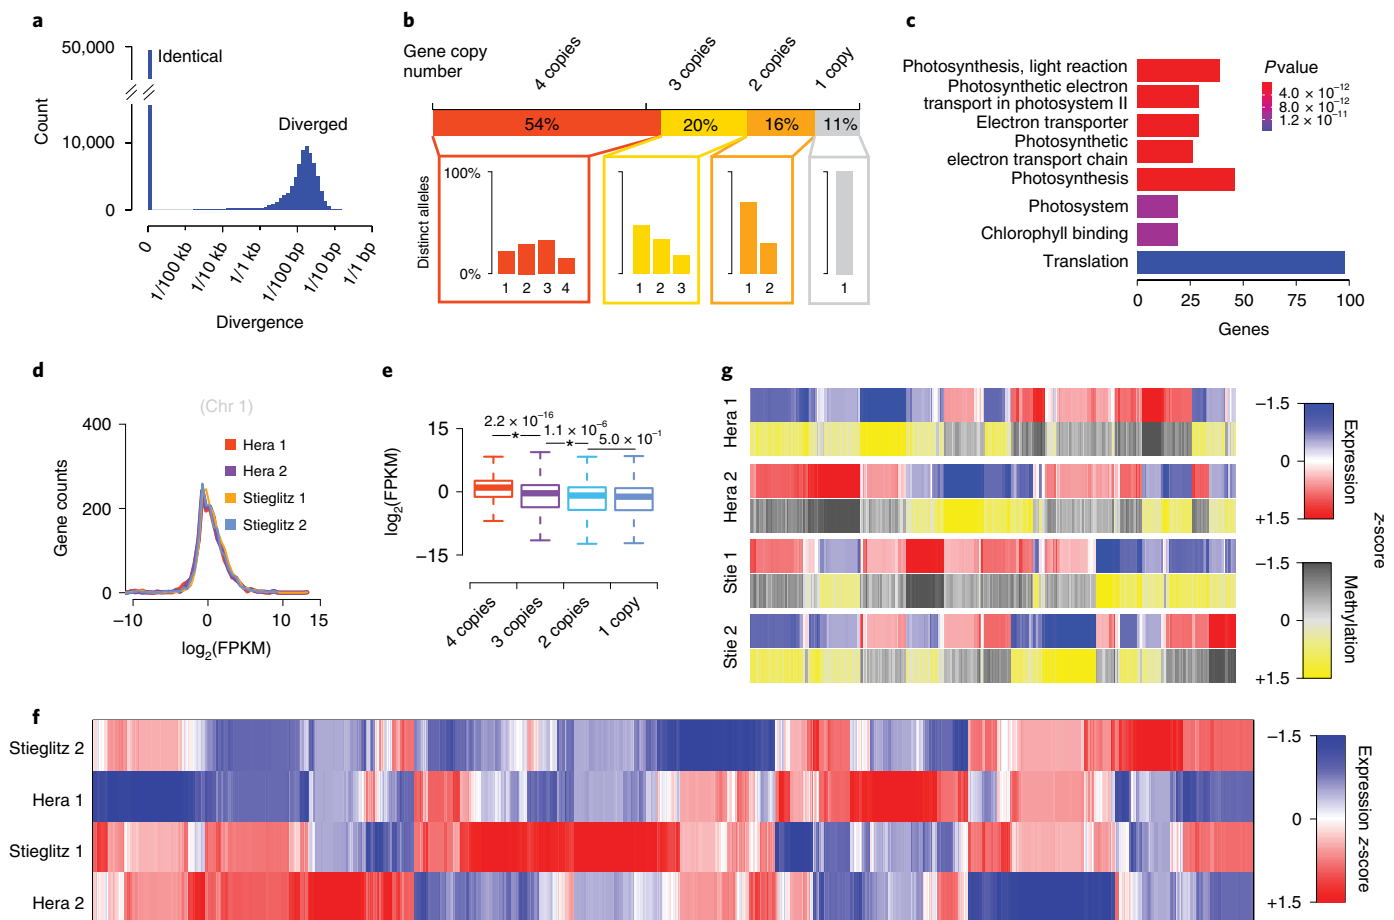 a
50,000
Identical
Count
Diverged
10,000
0
0
1/100 kb
1/10 kb
1/1 kb
1/100 bp
1/10 bp
1/1 bp
Divergence
b
Gene copy
number
4 copies
3 copies
2 copies
1 copy
54%
20%
16%
11%
Distinct alleles
100%
0%
1 2 3 4
1 2 3
1 2
1
c
Photosynthesis, light reaction
Photosynthetic electron
transport in photosystem II
Electron transporter
Photosynthetic
electron transport chain
Photosynthesis
Photosystem
Chlorophyll binding
Translation
0 25 50 75 100
Genes
P value
4.0 × 10−12
8.0 × 10−12
1.2 × 10−11
d
(Chr 1)
400
200
0
Gene counts
Hera 1
Hera 2
Stieglitz 1
Stieglitz 2
−10 0 10 15
log2(FPKM)
e
2.2 × 10−16
1.1 × 10−6
5.0 × 10−1
*
*
15
0
−15
log2(FPKM)
4 copies
3 copies
2 copies
1 copy
g
Hera 1
Hera 2
Stie 1
Stie 2
−1.5
0
+1.5
Expression
−1.5
0
+1.5
Methylation
z-score
f
Stieglitz 2
Hera 1
Stieglitz 1
Hera 2
−1.5
0
+1.5
Expression z-score